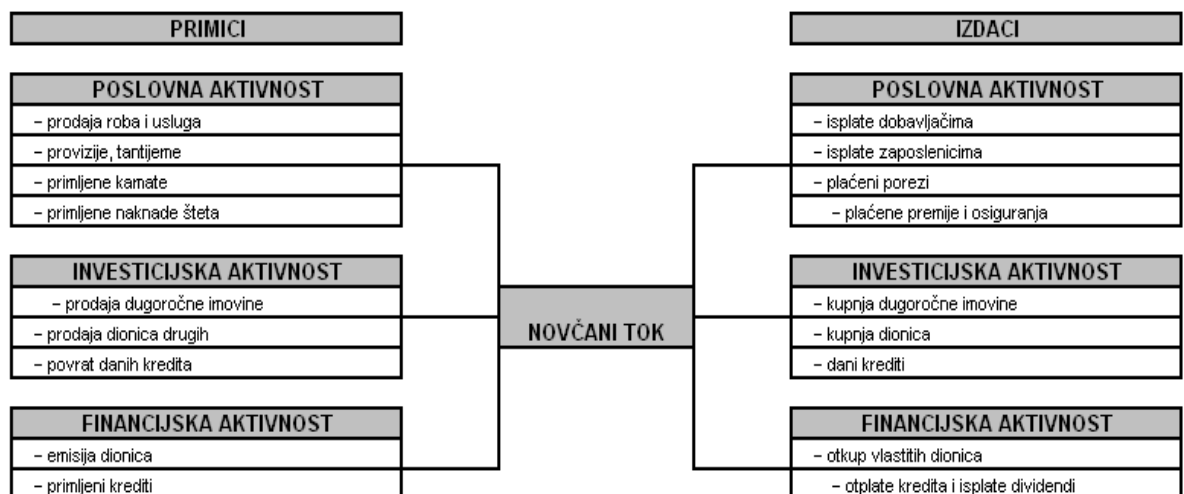 PRIMICI
POSLOVNA AKTIVNOST
– prodaja roba i usluga
– provizije, tantijeme
– primljene kamate
– primljene naknade šteta
INVESTICIJSKA AKTIVNOST
– prodaja dugoročne imovine
– prodaja dionica drugih
– povrat danih kredita
FINANCIJSKA AKTIVNOST
– emisija dionica
– primljeni krediti
NOVČANI TOK
IZDACI
POSLOVNA AKTIVNOST
– isplate dobavljačima
– isplate zaposlenicima
– plaćeni porezi
– plaćene premije i osiguranja
INVESTICIJSKA AKTIVNOST
– kupnja dugoročne imovine
– kupnja dionica
– dani krediti
FINANCIJSKA AKTIVNOST
– otkup vlastitih dionica
– otplate kredita i isplate dividendi